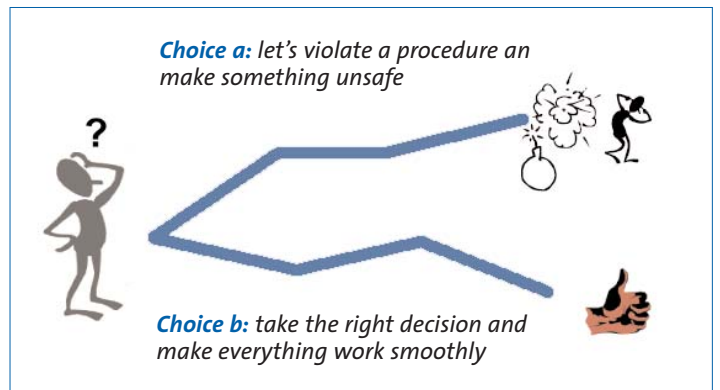 Choice a: let's violate a procedure an
make something unsafe
?
Choice b: take the right decision and
make everything work smoothly